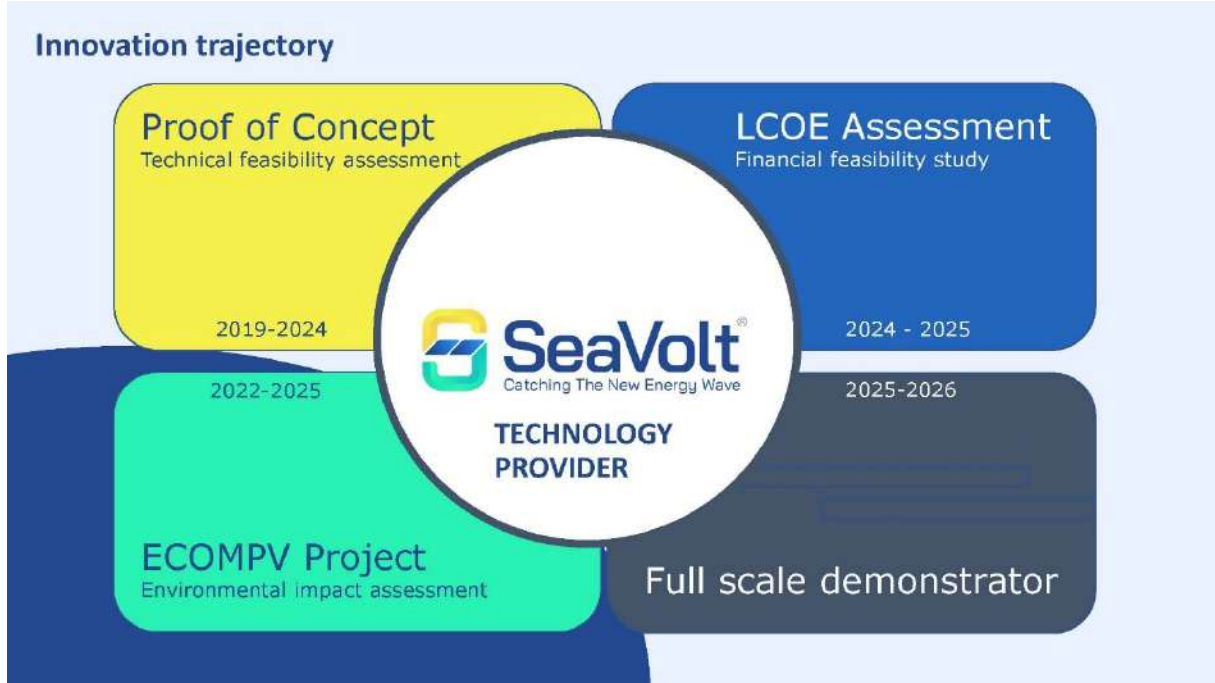 Innovation trajectory
Proof of Concept
Technical feasibility assessment
2019-2024
LCOE Assessment
Financial feasibility study
2024 - 2025
SeaVolt®
Catching The New Energy Wave
TECHNOLOGY
PROVIDER
2022-2025
ECOMPV Project
Environmental impact assessment
2025-2026
Full scale demonstrator